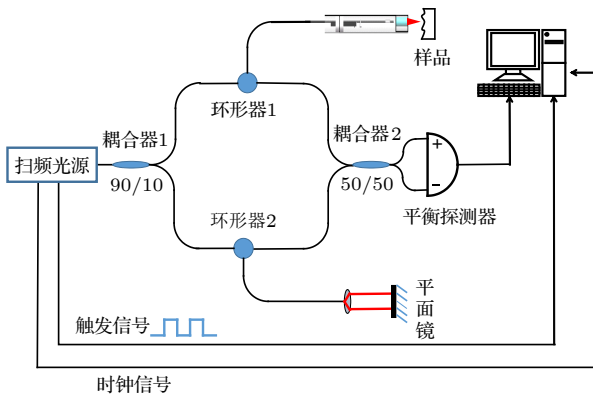 样品
环形器1
耦合器1
耦合器2
扫频光源
90/10
50/50
+
−
平衡探测器
环形器2
平
面
镜
触发信号
时钟信号